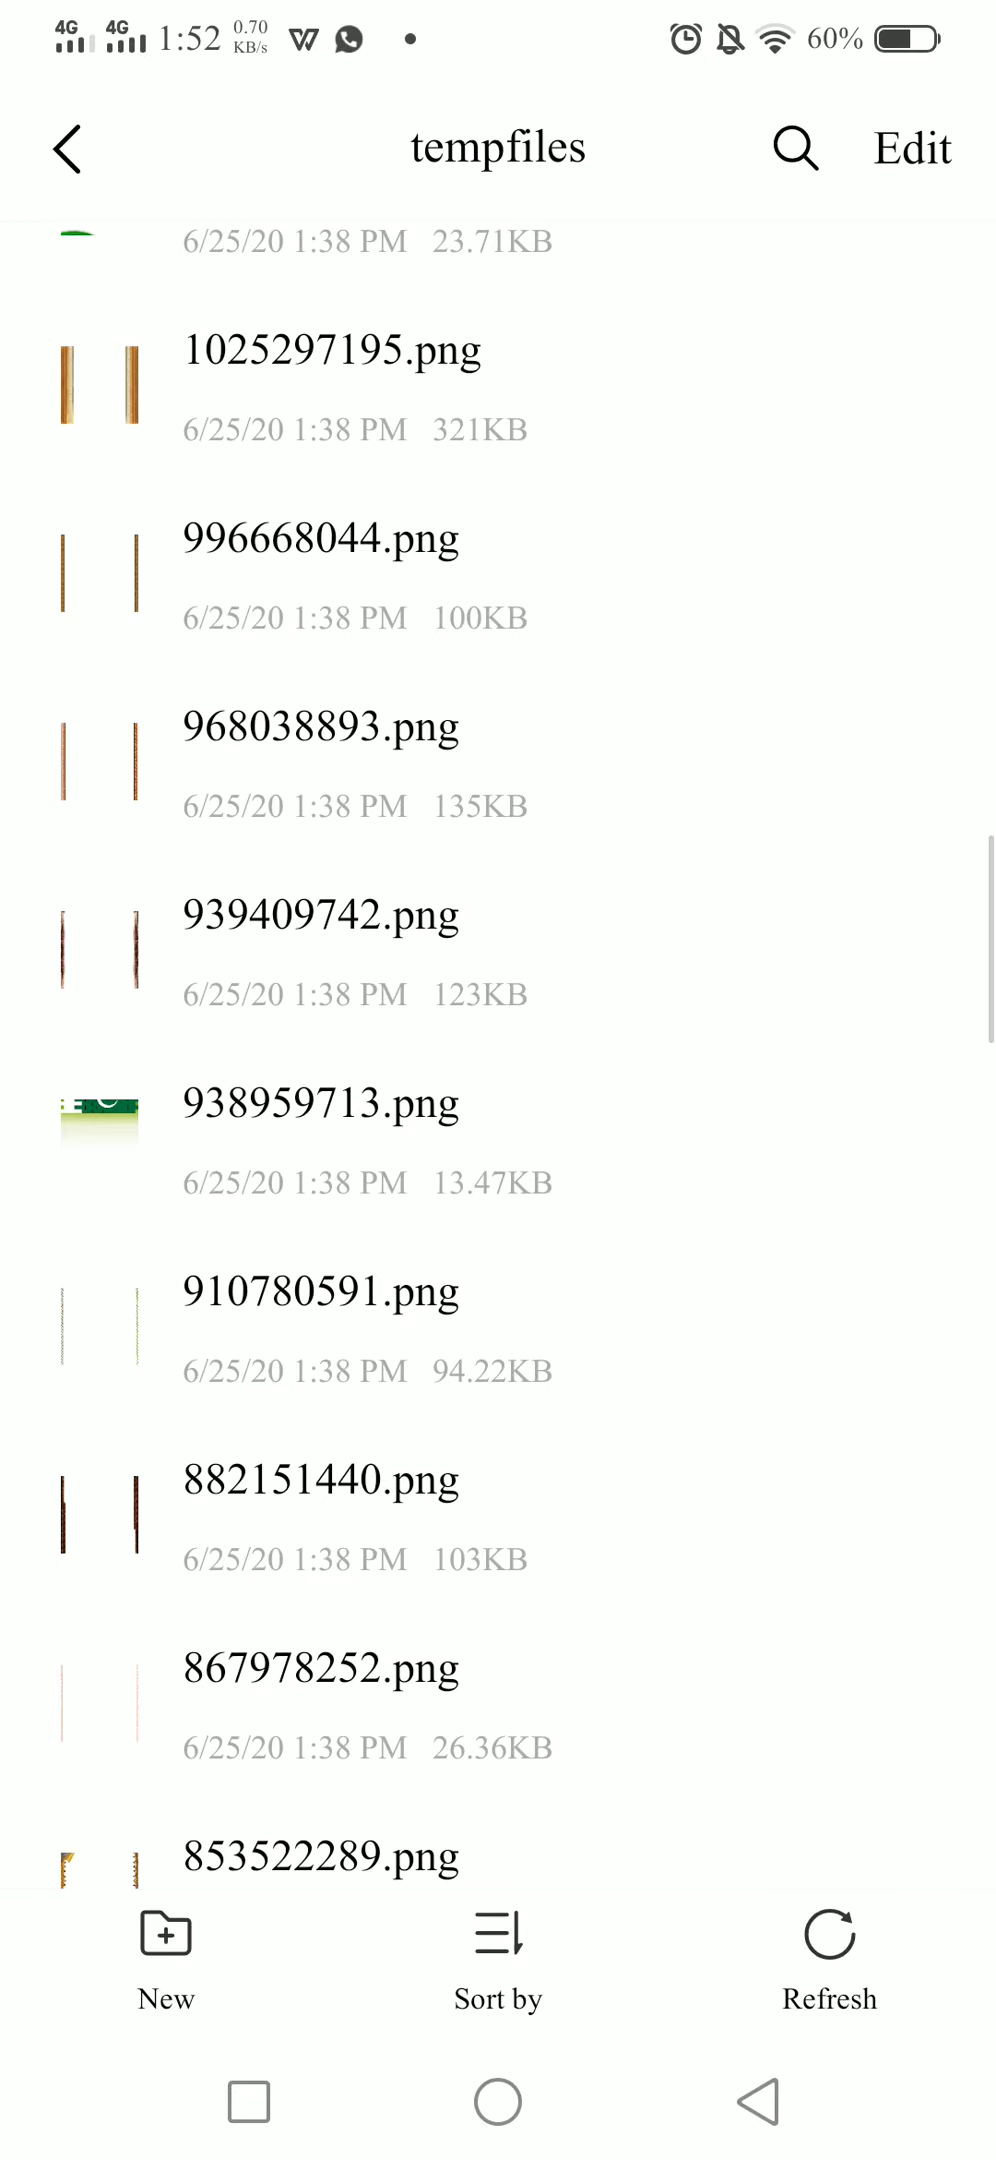 4G 4G 1:52 0.70 KB/s 60%
tempfiles Edit
6/25/20 1:38 PM 23.71KB
1025297195.png
6/25/20 1:38 PM 321KB
996668044.png
6/25/20 1:38 PM 100KB
968038893.png
6/25/20 1:38 PM 135KB
939409742.png
6/25/20 1:38 PM 123KB
938959713.png
6/25/20 1:38 PM 13.47KB
910780591.png
6/25/20 1:38 PM 94.22KB
882151440.png
6/25/20 1:38 PM 103KB
867978252.png
6/25/20 1:38 PM 26.36KB
853522289.png
New Sort by Refresh